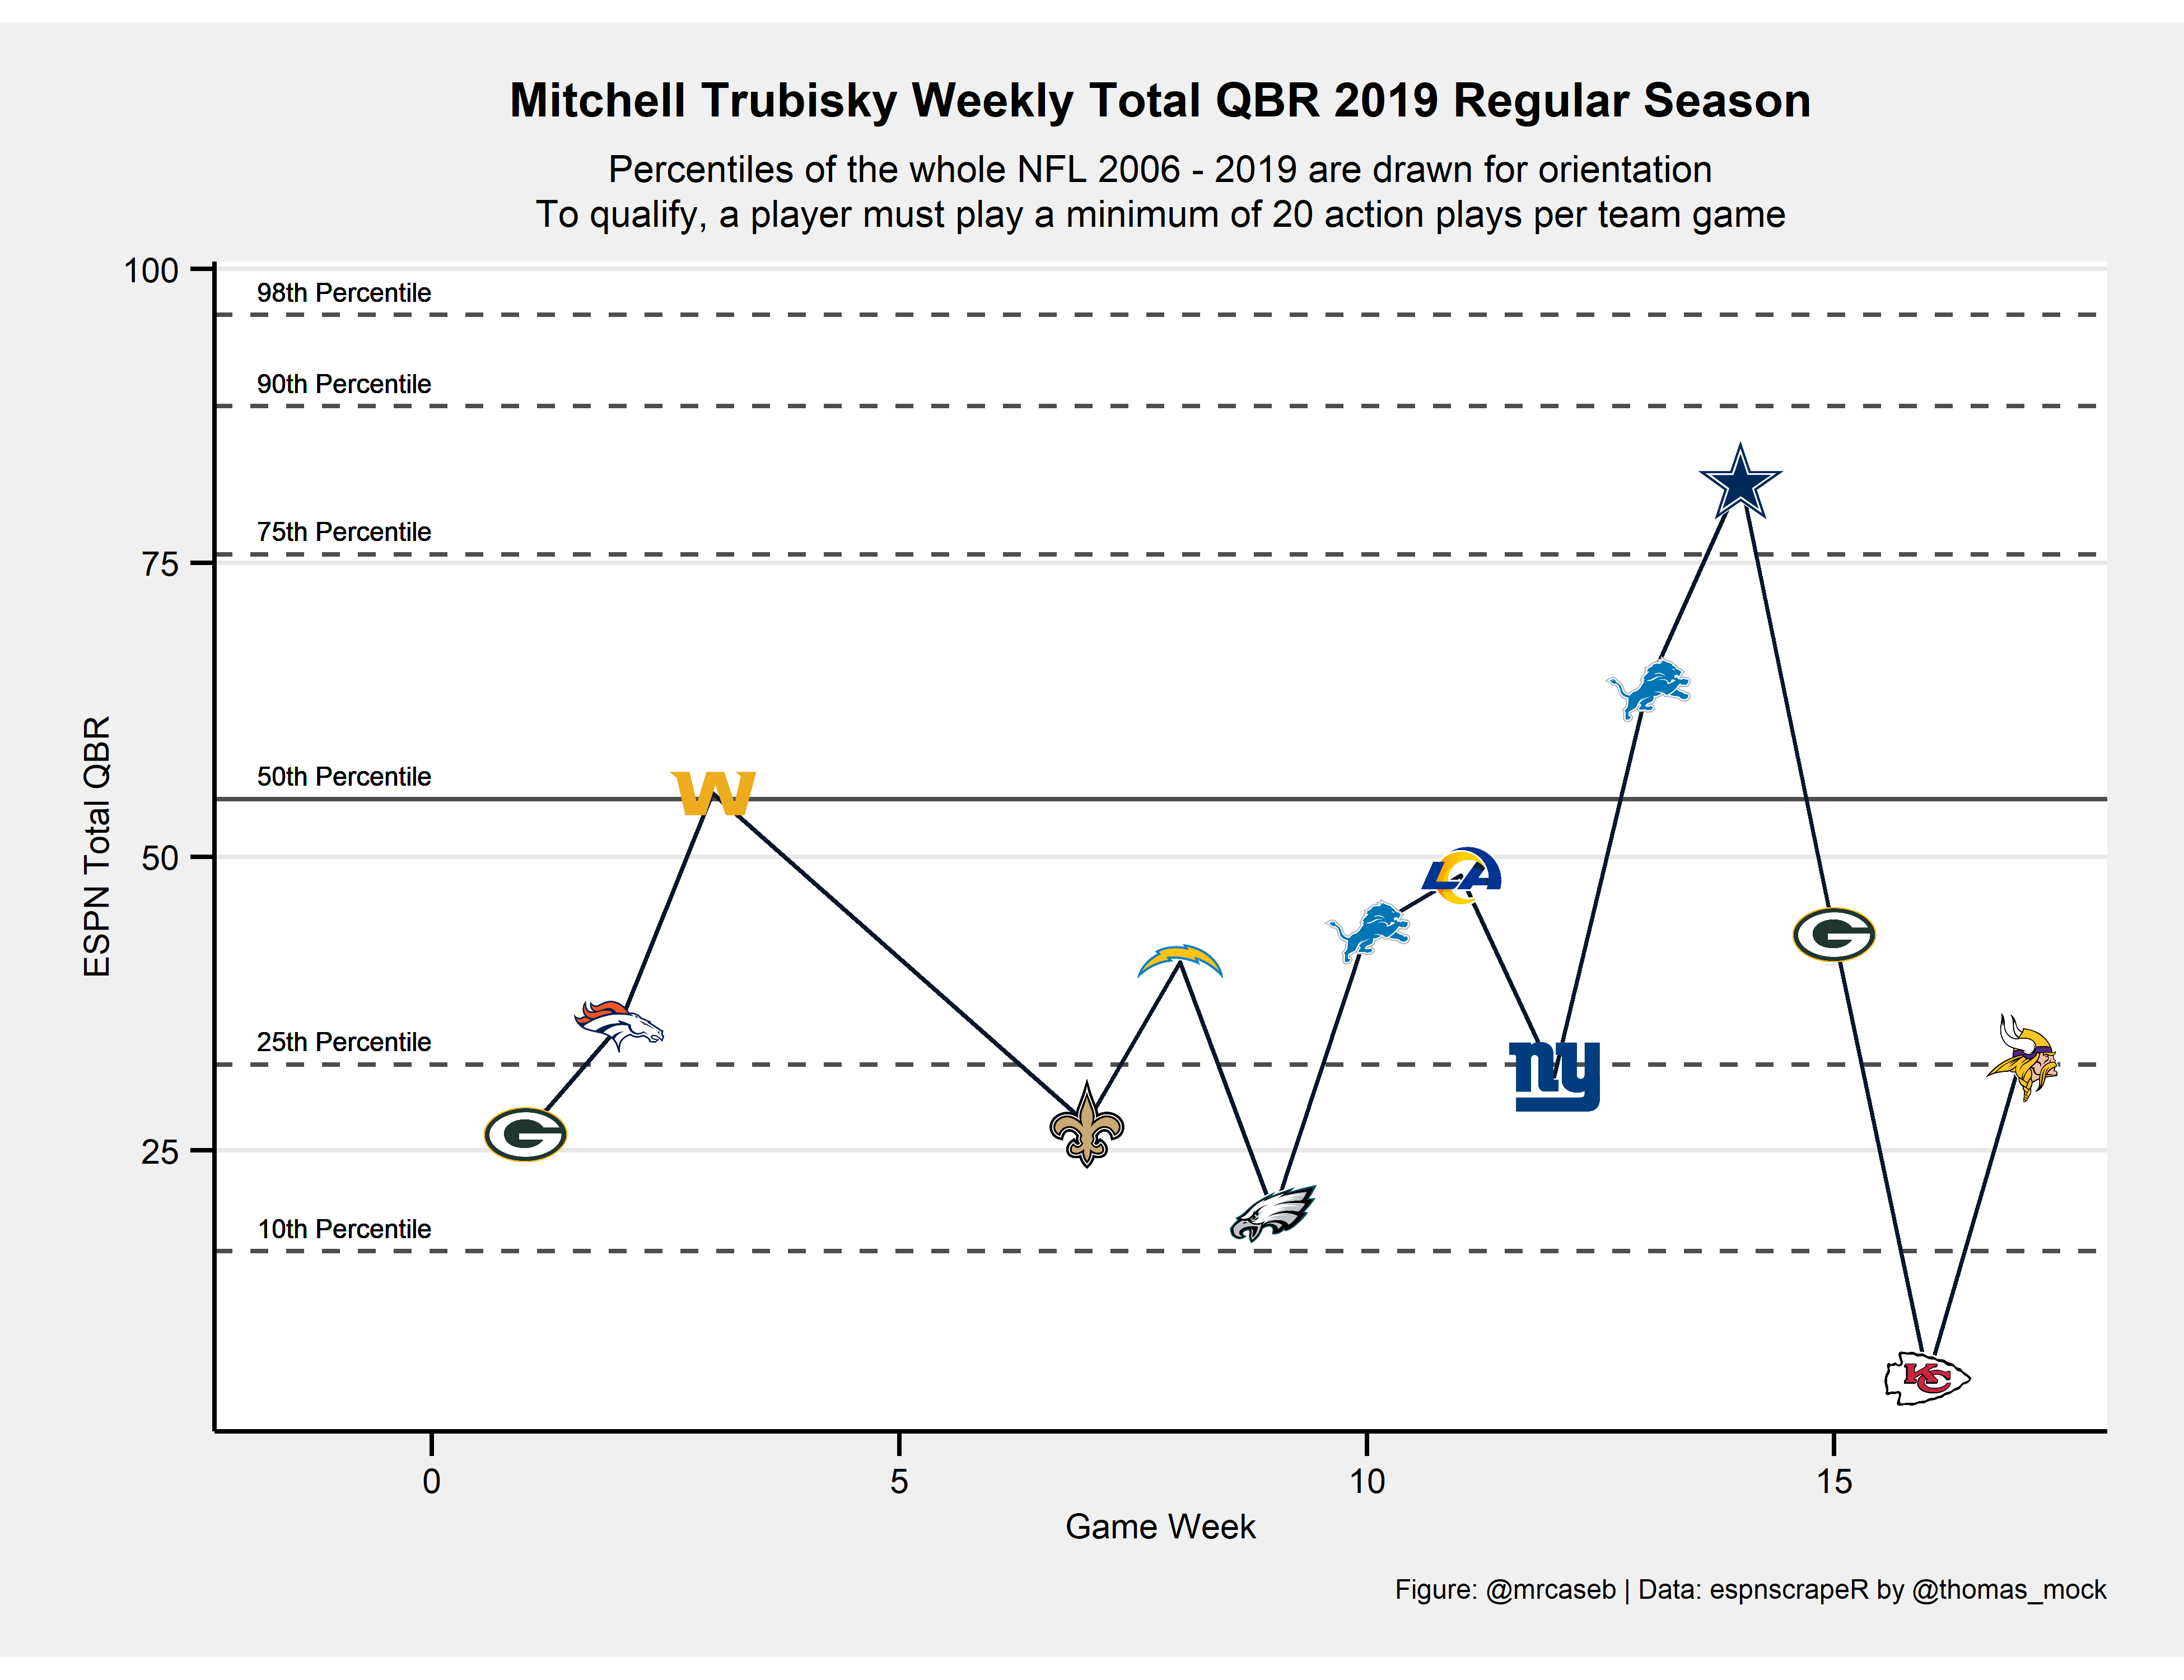 Mitchell Trubisky Weekly Total QBR 2019 Regular Season
Percentiles of the whole NFL 2006 - 2019 are drawn for orientation
To qualify, a player must play a minimum of 20 action plays per team game
ESPN Total QBR
100
98th Percentile
90th Percentile
75th Percentile
75
50th Percentile
W
50
LA
G
ny
25th Percentile
G
25
10th Percentile
KC
0 5 10 15
Game Week
Figure: @mrcaseb | Data: espnscrapeR by @thomas_mock